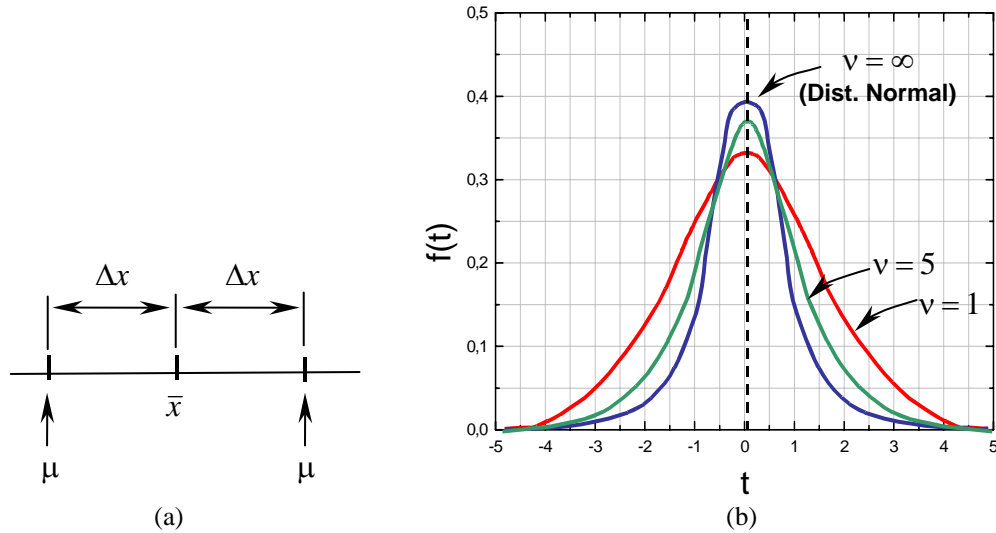 Δx Δx
x̄
μ μ
(a)
0,5
0,4
0,3
0,2
0,1
0,0
f(t)
ν = ∞
(Dist. Normal)
ν = 5
ν = 1
-5 -4 -3 -2 -1 0 1 2 3 4 5
t
(b)